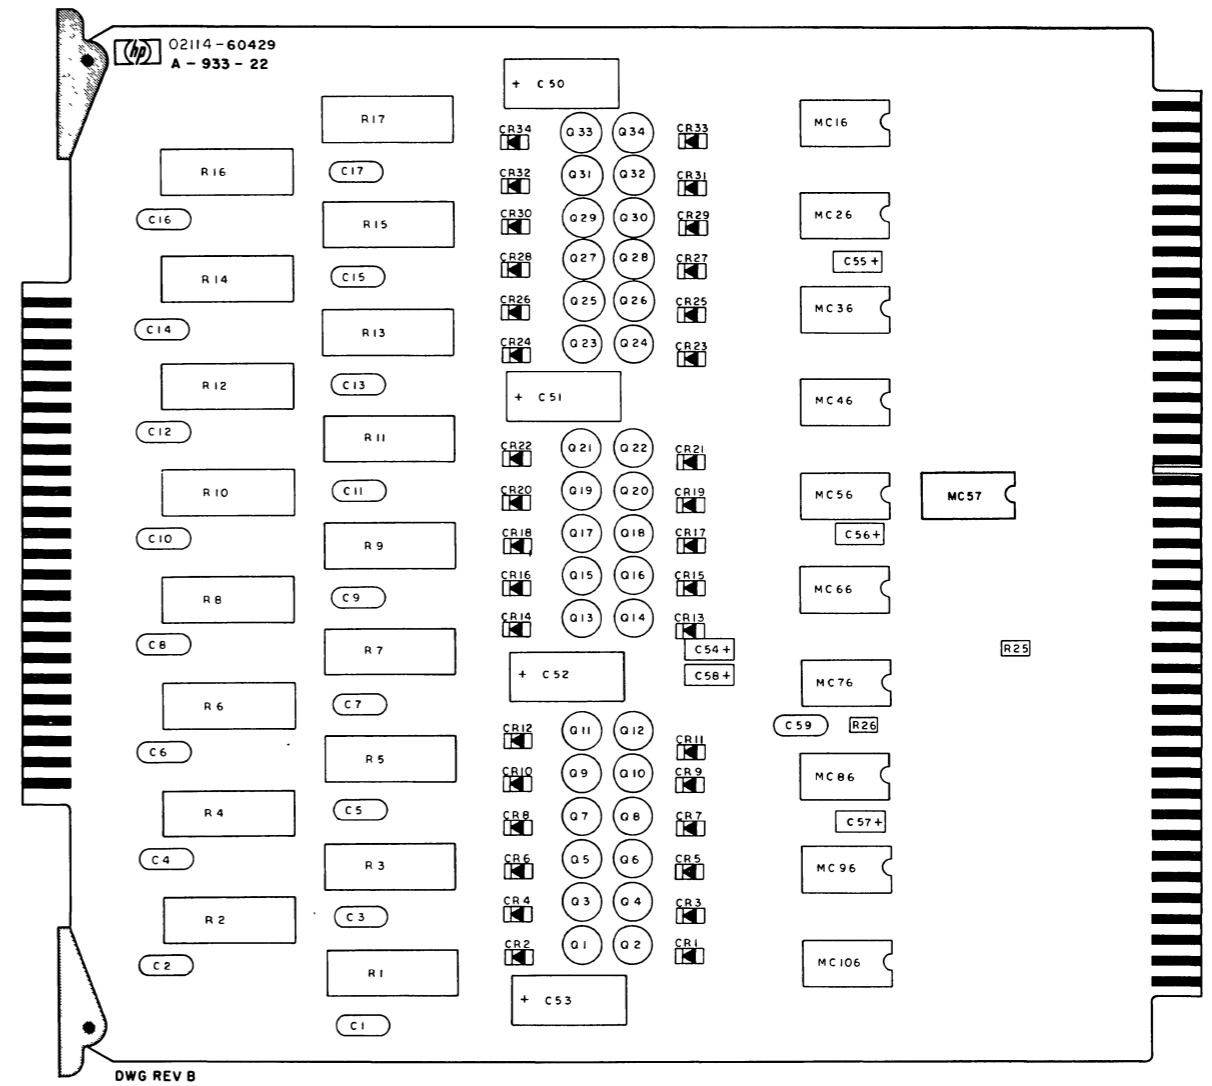 hp 02114-60429
A-933-22
+ C50
R17
CR34 Q33 Q34 CR33
MC16
R16
C17
CR32 Q31 Q32 CR31
C16
R15
CR30 Q29 Q30 CR29
MC26
R14
C15
CR28 Q27 Q28 CR27
C55+
C14
R13
CR26 Q25 Q26 CR25
MC36
CR24 Q23 Q24 CR23
R12
C13
+ C51
MC46
C12
R11
CR22 Q21 Q22 CR21
R10
C11
CR20 Q19 Q20 CR19
MC56
MC57
C10
R9
CR18 Q17 Q18 CR17
C56+
R8
C9
CR16 Q15 Q16 CR15
MC66
C8
R7
CR14 Q13 Q14 CR13
C54+
R25
+ C52
C58+
MC76
R6
C7
C59
R26
C6
R5
CR12 Q11 Q12 CR11
CR10 Q9 Q10 CR9
MC86
R4
C5
CR8 Q7 Q8 CR7
C57+
C4
R3
CR6 Q5 Q6 CR5
MC96
R2
C3
CR4 Q3 Q4 CR3
C2
R1
CR2 Q1 Q2 CR1
MC106
+ C53
C1
DWG REV B